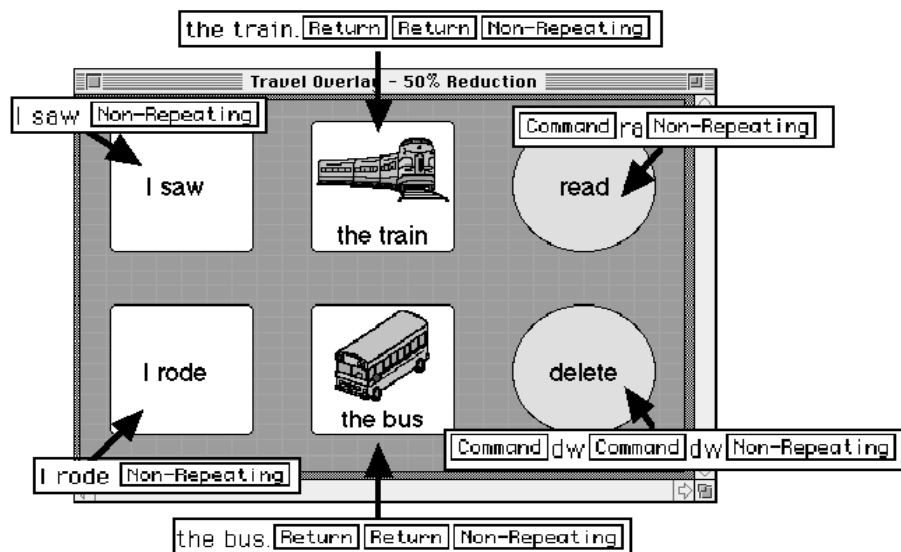 the train. Return Return Non-Repeating
Travel Overlay - 50% Reduction
I saw Non-Repeating
Command ra Non-Repeating
I saw
the train
read
I rode
the bus
delete
Command dw Command dw Non-Repeating
I rode Non-Repeating
the bus. Return Return Non-Repeating